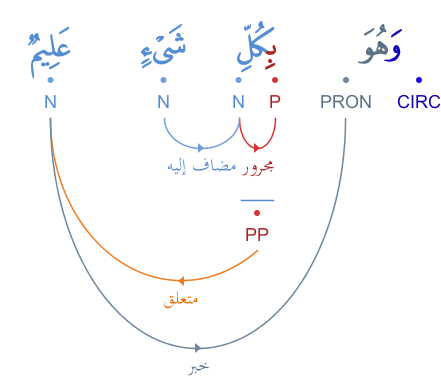 وَهُوَ بِكُلِّ شَىْءٍ عَلِيمٌ
CIRC PRON P N N N
مجرور مضاف إليه
PP
متعلق
خبر